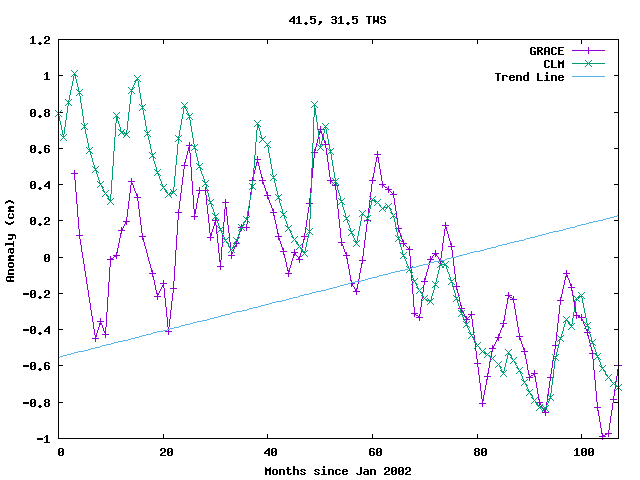 41.5, 31.5 TWS
GRACE
CLM
Trend Line
1.2
1
0.8
0.6
0.4
0.2
0
-0.2
-0.4
-0.6
-0.8
-1
Anomaly (cm)
0 20 40 60 80 100
Months since Jan 2002